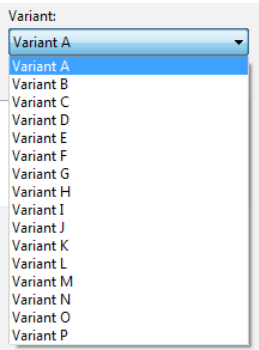 Variant:
Variant A
Variant A
Variant B
Variant C
Variant D
Variant E
Variant F
Variant G
Variant H
Variant I
Variant J
Variant K
Variant L
Variant M
Variant N
Variant O
Variant P